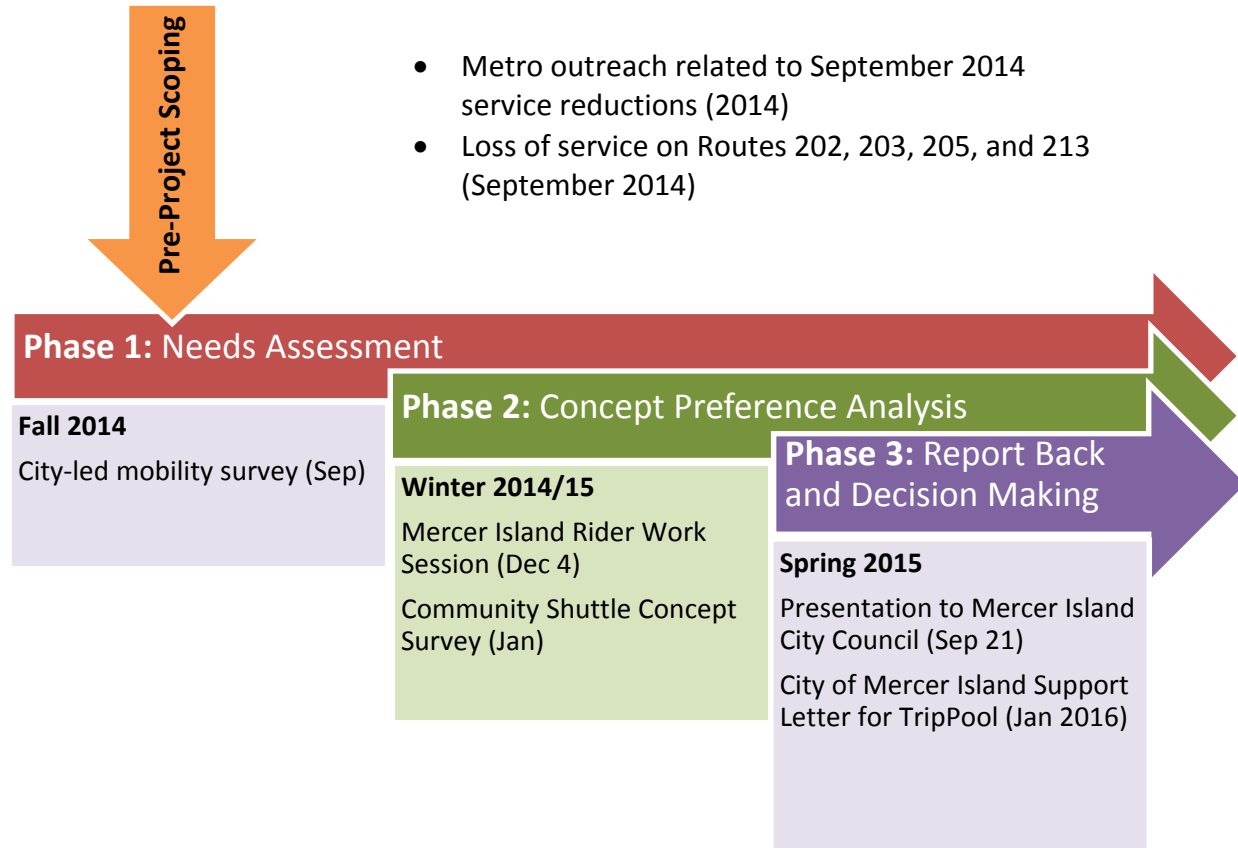 Pre-Project Scoping
• Metro outreach related to September 2014
service reductions (2014)
• Loss of service on Routes 202, 203, 205, and 213
(September 2014)
Phase 1: Needs Assessment
Fall 2014
City-led mobility survey (Sep)
Phase 2: Concept Preference Analysis
Winter 2014/15
Mercer Island Rider Work
Session (Dec 4)
Community Shuttle Concept
Survey (Jan)
Phase 3: Report Back
and Decision Making
Spring 2015
Presentation to Mercer Island
City Council (Sep 21)
City of Mercer Island Support
Letter for TripPool (Jan 2016)